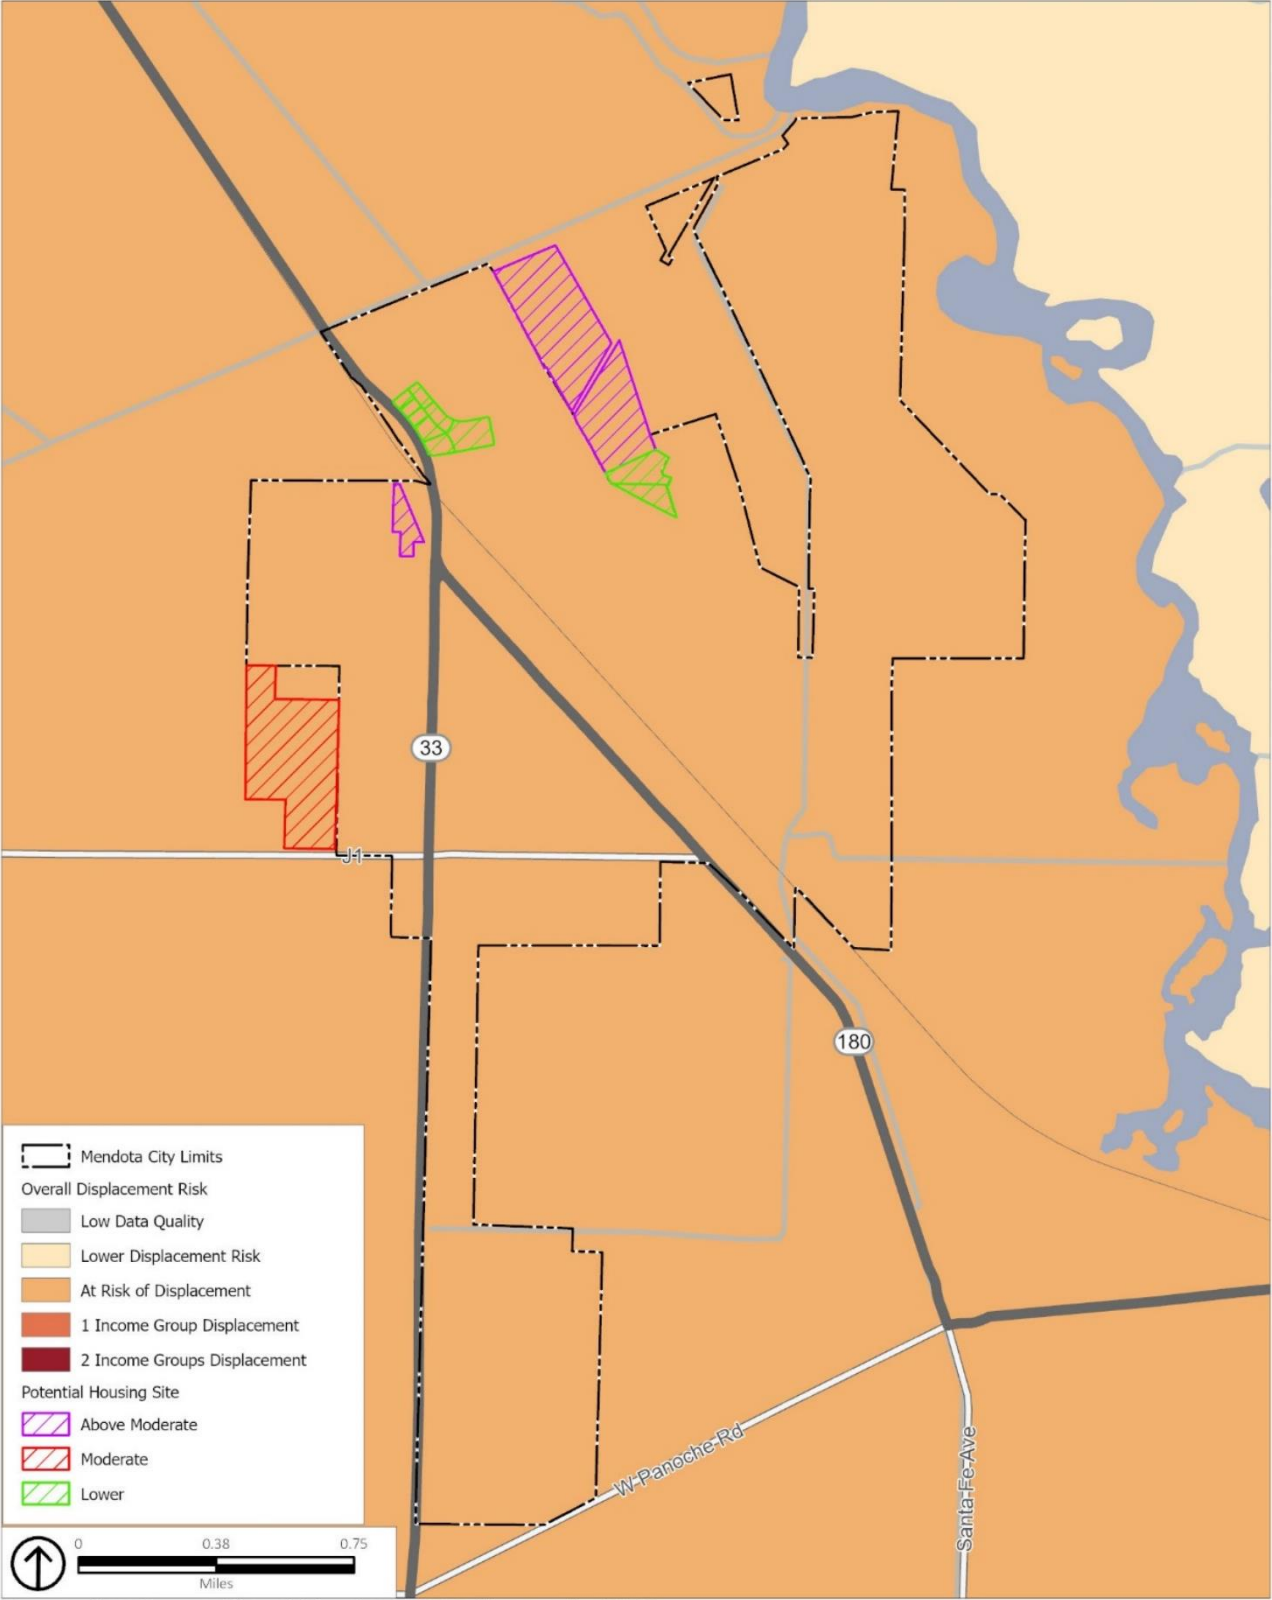 33
J1
180
W Panoche Rd
Santa Fe Ave
Mendota City Limits
Overall Displacement Risk
Low Data Quality
Lower Displacement Risk
At Risk of Displacement
1 Income Group Displacement
2 Income Groups Displacement
Potential Housing Site
Above Moderate
Moderate
Lower
0 0.38 0.75
Miles